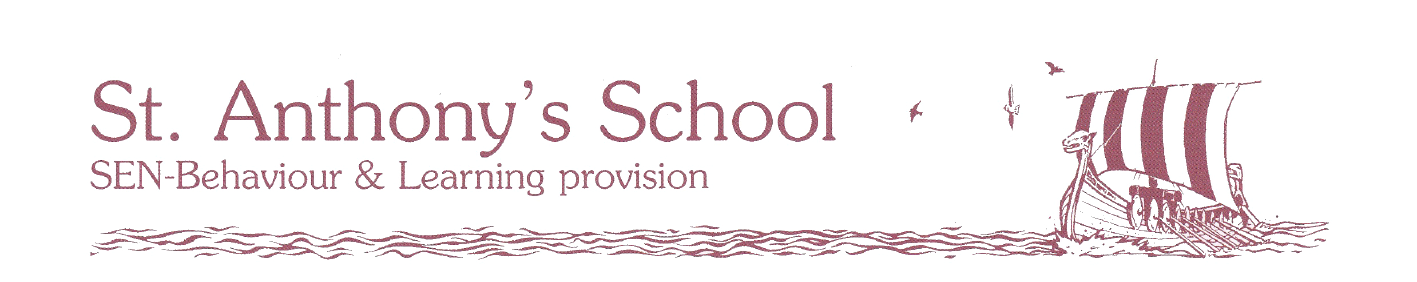 St. Anthony's School
SEN-Behaviour & Learning provision